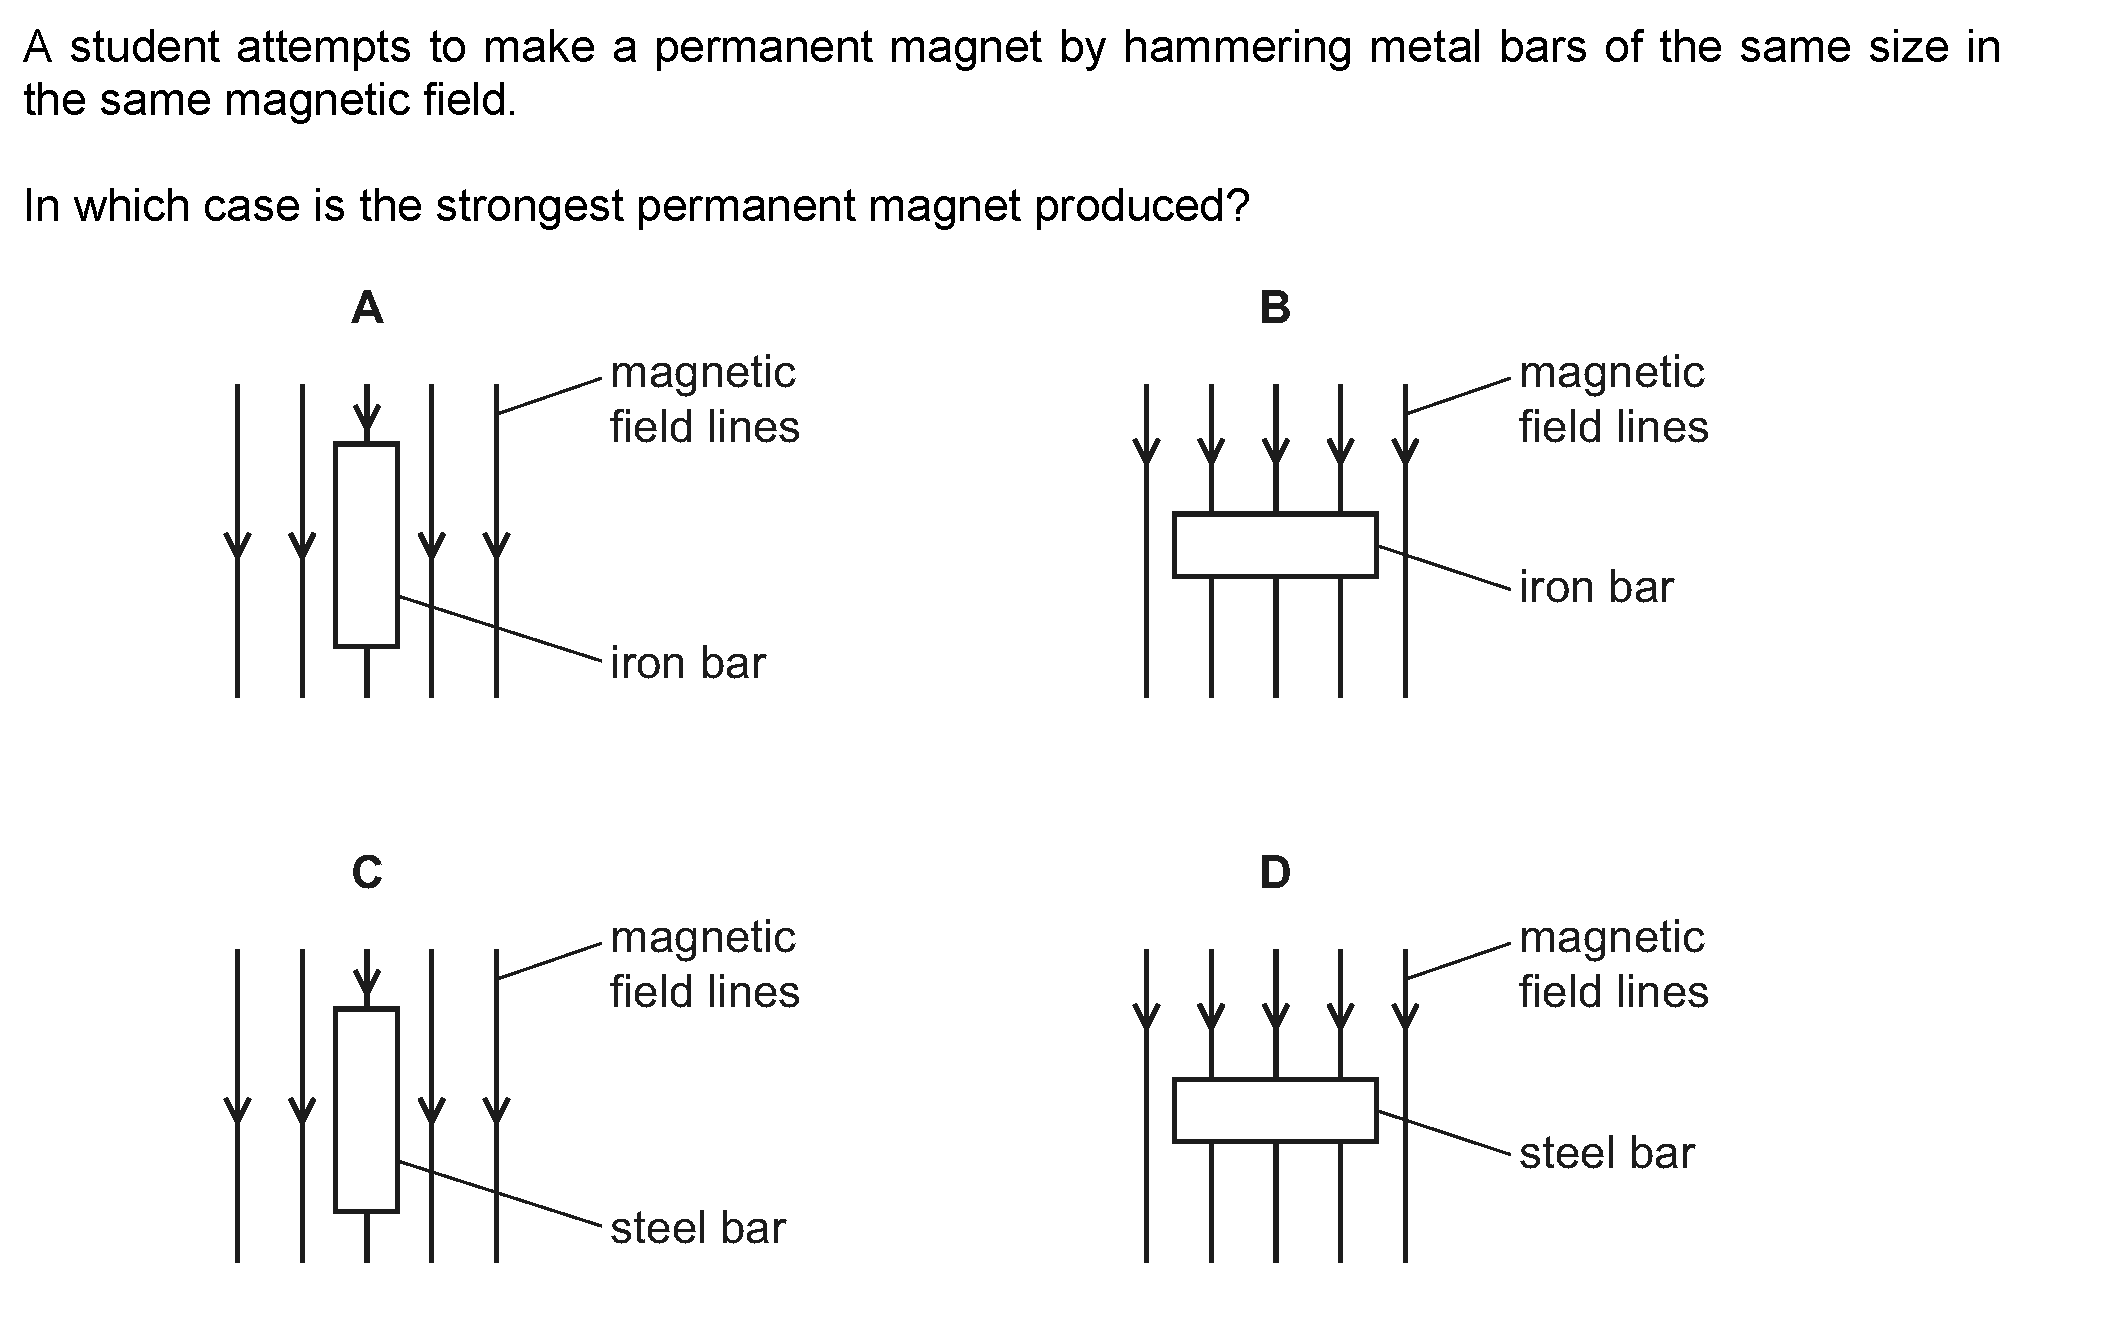 A student attempts to make a permanent magnet by hammering metal bars of the same size in
the same magnetic field.
In which case is the strongest permanent magnet produced?
A
magnetic
field lines
iron bar
B
magnetic
field lines
iron bar
C
magnetic
field lines
steel bar
D
magnetic
field lines
steel bar